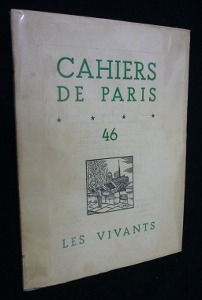 CAHIERS
DE PARIS
* * * *
46
LES VIVANTS